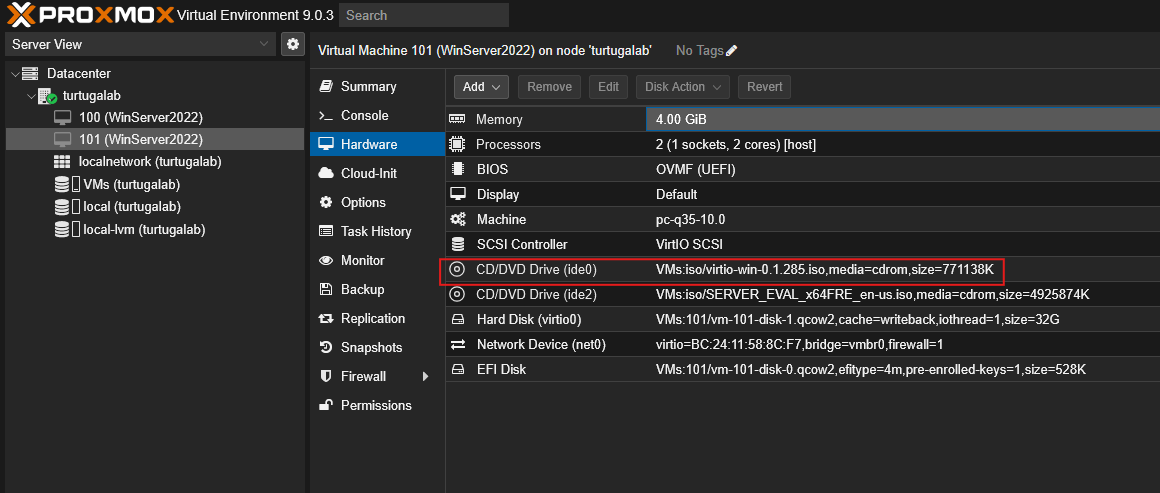 PROXMOX Virtual Environment 9.0.3 Search
Server View
Datacenter
turtugalab
100 (WinServer2022)
101 (WinServer2022)
localnetwork (turtugalab)
VMs (turtugalab)
local (turtugalab)
local-lvm (turtugalab)
Virtual Machine 101 (WinServer2022) on node 'turtugalab' No Tags
Summary
Console
Hardware
Cloud-Init
Options
Task History
Monitor
Backup
Replication
Snapshots
Firewall
Permissions
Add Remove Edit Disk Action Revert
Memory 4.00 GiB
Processors 2 (1 sockets, 2 cores) [host]
BIOS OVMF (UEFI)
Display Default
Machine pc-q35-10.0
SCSI Controller VirtIO SCSI
CD/DVD Drive (ide0) VMs:iso/virtio-win-0.1.285.iso,media=cdrom,size=771138K
CD/DVD Drive (ide2) VMs:iso/SERVER_EVAL_x64FRE_en-us.iso,media=cdrom,size=4925874K
Hard Disk (virtio0) VMs:101/vm-101-disk-1.qcow2,cache=writeback,iothread=1,size=32G
Network Device (net0) virtio=BC:24:11:58:8C:F7,bridge=vmbr0,firewall=1
EFI Disk VMs:101/vm-101-disk-0.qcow2,efitype=4m,pre-enrolled-keys=1,size=528K